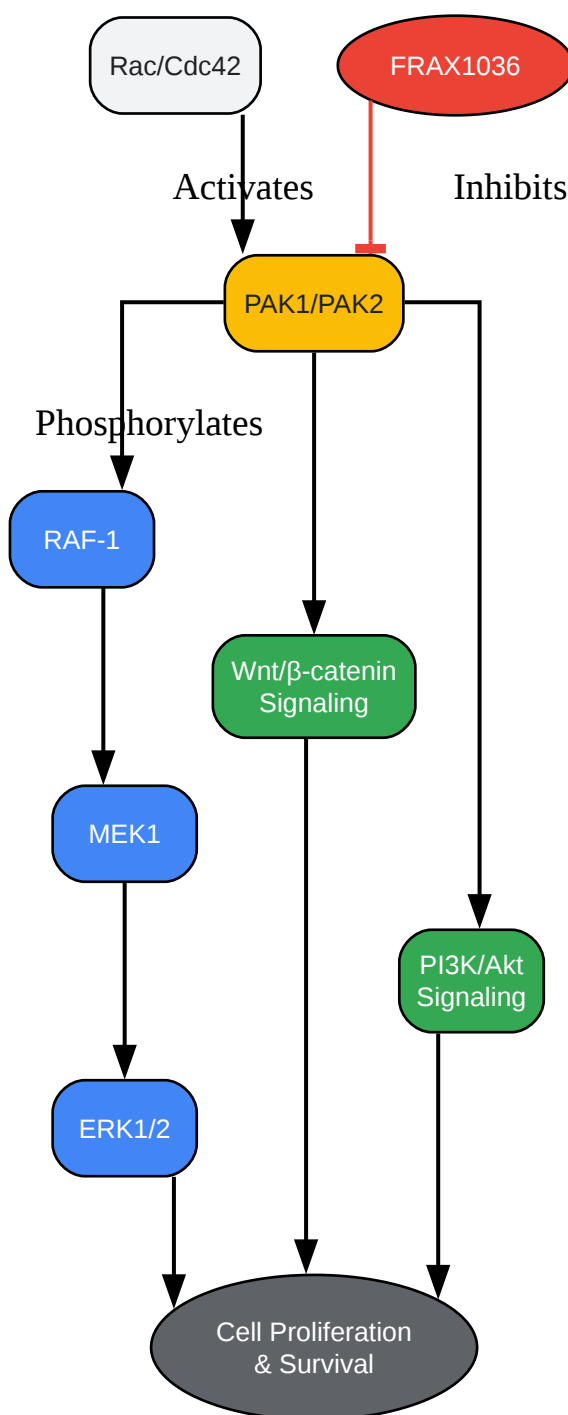 Rac/Cdc42
FRAX1036
Activates
Inhibits
PAK1/PAK2
Phosphorylates
RAF-1
Wnt/β-catenin
Signaling
MEK1
PI3K/Akt
Signaling
ERK1/2
Cell Proliferation
& Survival